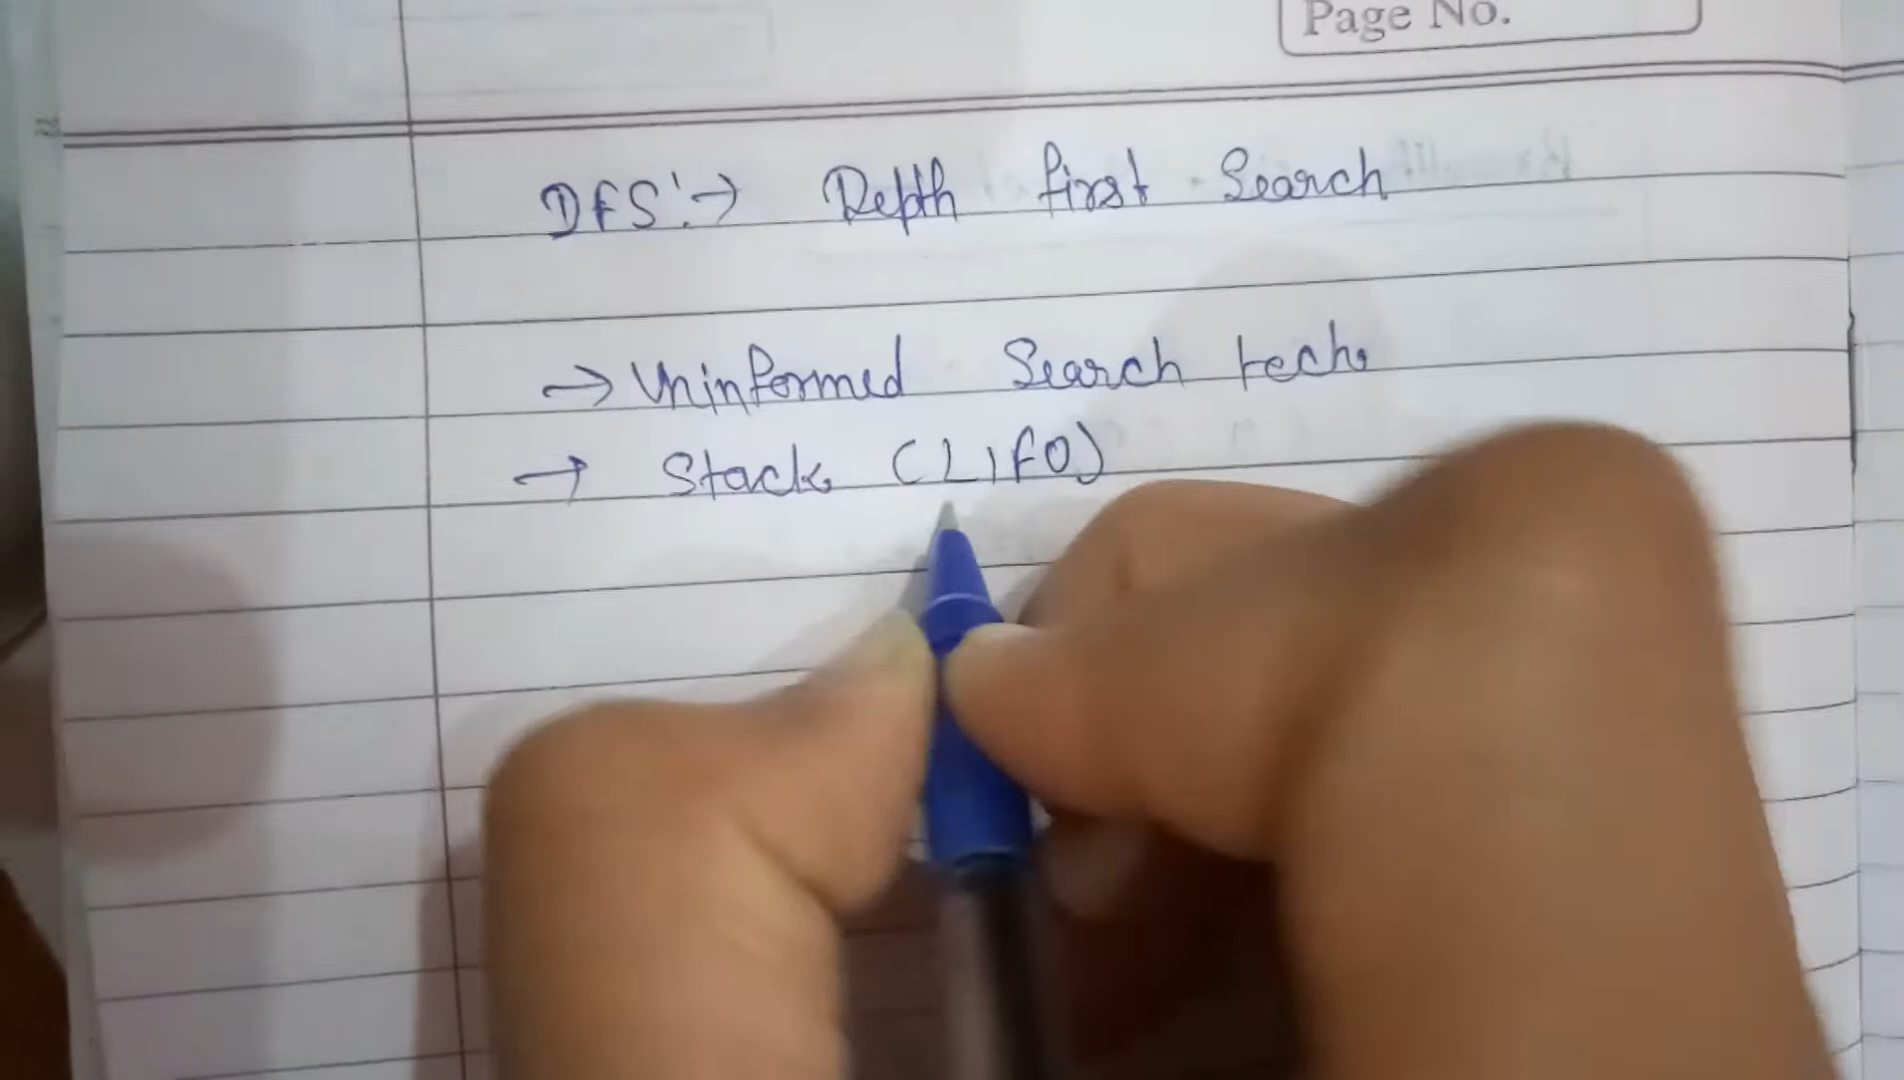 Page No.
DFS :→ Depth first Search
→ Uninformed Search tech.
→ Stack (LIFO)